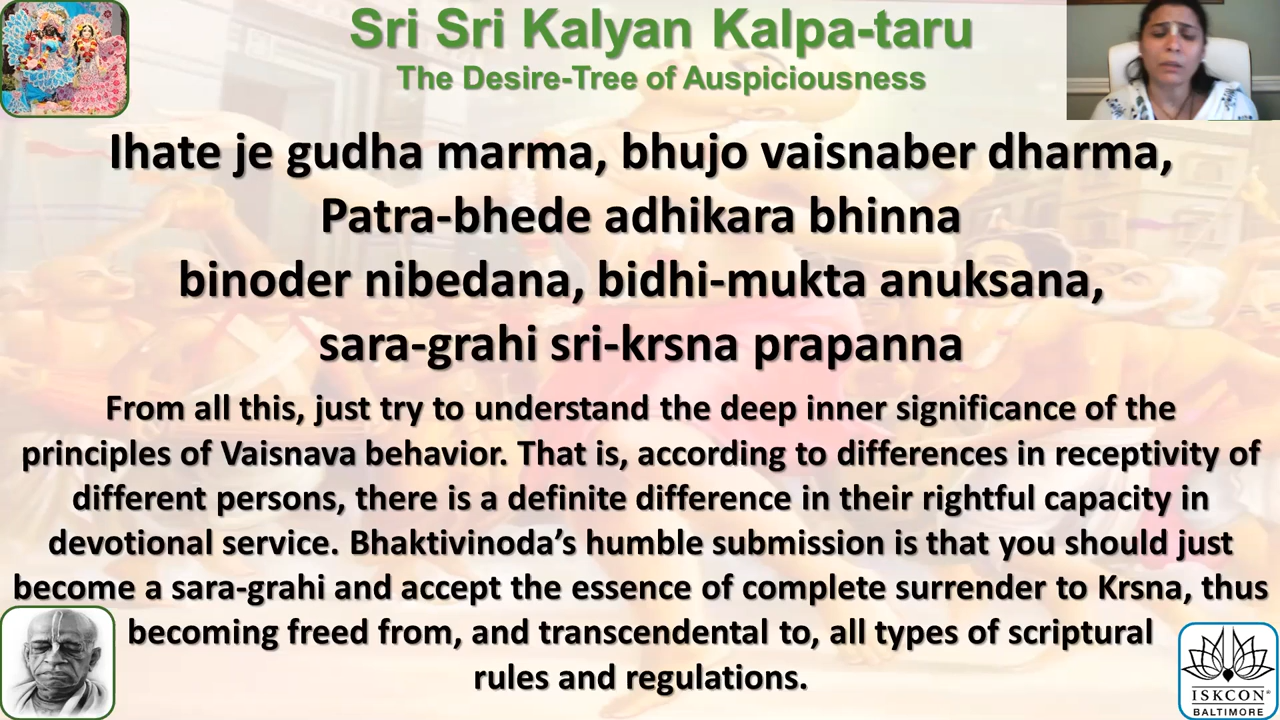 Sri Sri Kalyan Kalpa-taru
The Desire-Tree of Auspiciousness
Ihate je gudha marma, bhujo vaisnaber dharma,
Patra-bhede adhikara bhinna
binoder nibedana, bidhi-mukta anuksana,
sara-grahi sri-krsna prapanna
From all this, just try to understand the deep inner significance of the
principles of Vaisnava behavior. That is, according to differences in receptivity of
different persons, there is a definite difference in their rightful capacity in
devotional service. Bhaktivinoda’s humble submission is that you should just
become a sara-grahi and accept the essence of complete surrender to Krsna, thus
becoming freed from, and transcendental to, all types of scriptural
rules and regulations.
ISKCON®
BALTIMORE